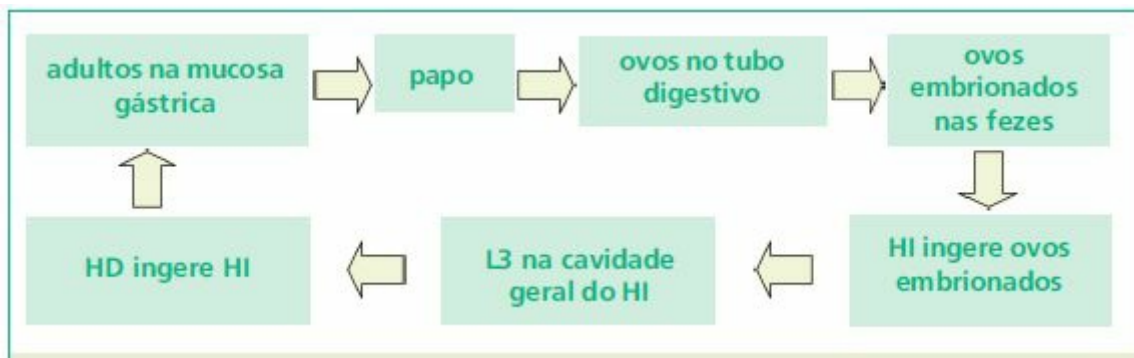 adultos na mucosa
gástrica
papo
ovos no tubo
digestivo
ovos
embrionados
nas fezes
HI ingere ovos
embrionados
L3 na cavidade
geral do HI
HD ingere HI